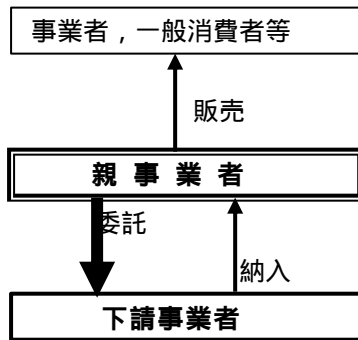 事業者，一般消費者等
販売
親事業者
委託
納入
下請事業者